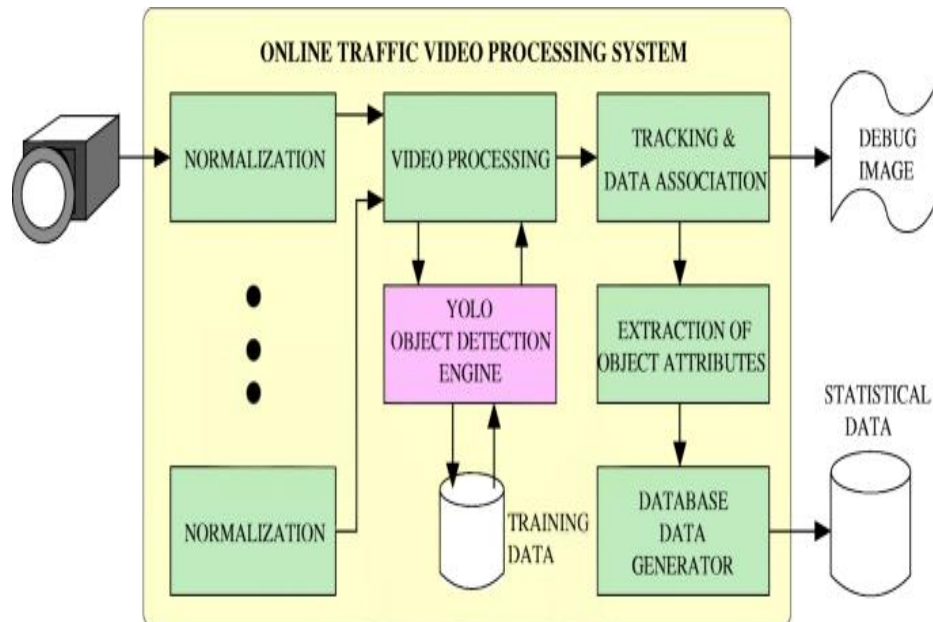 ONLINE TRAFFIC VIDEO PROCESSING SYSTEM
NORMALIZATION
VIDEO PROCESSING
TRACKING &
DATA ASSOCIATION
DEBUG
IMAGE
YOLO
OBJECT DETECTION
ENGINE
EXTRACTION OF
OBJECT ATTRIBUTES
STATISTICAL
DATA
NORMALIZATION
TRAINING
DATA
DATABASE
DATA
GENERATOR